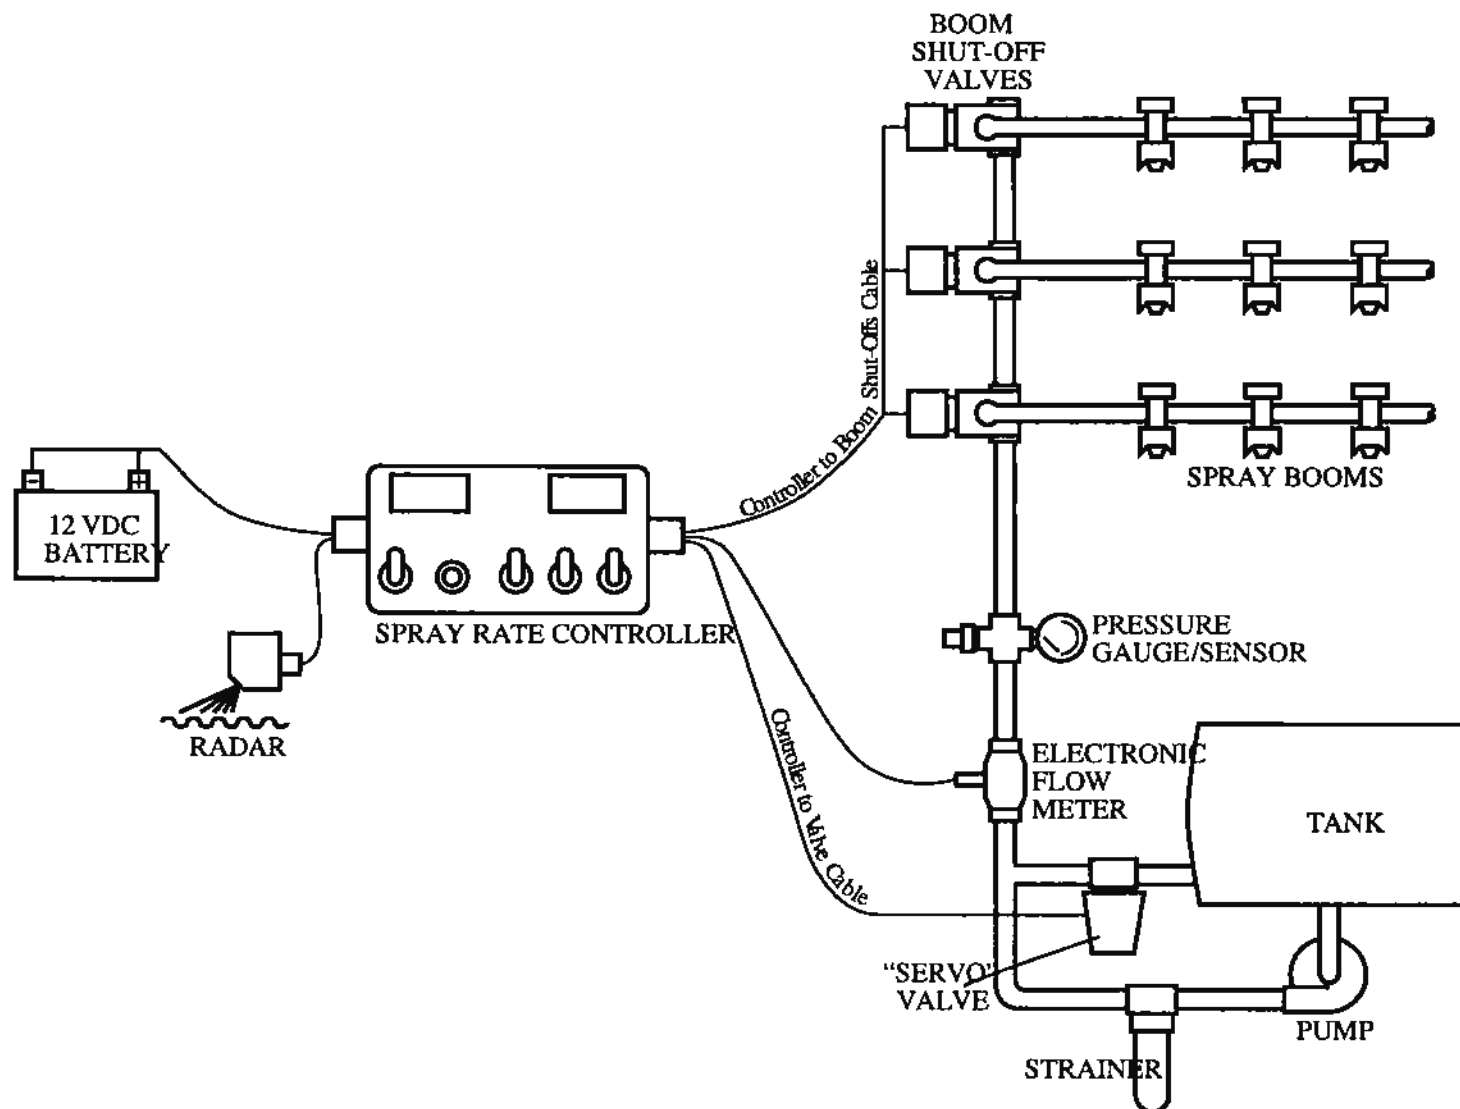 BOOM
SHUT-OFF
VALVES
Controller to Boom Shut-Offs Cable
SPRAY BOOMS
- +
12 VDC
BATTERY
SPRAY RATE CONTROLLER
PRESSURE
GAUGE/SENSOR
RADAR
Controller to Valve Cable
ELECTRONIC
FLOW
METER
TANK
"SERVO"
VALVE
PUMP
STRAINER